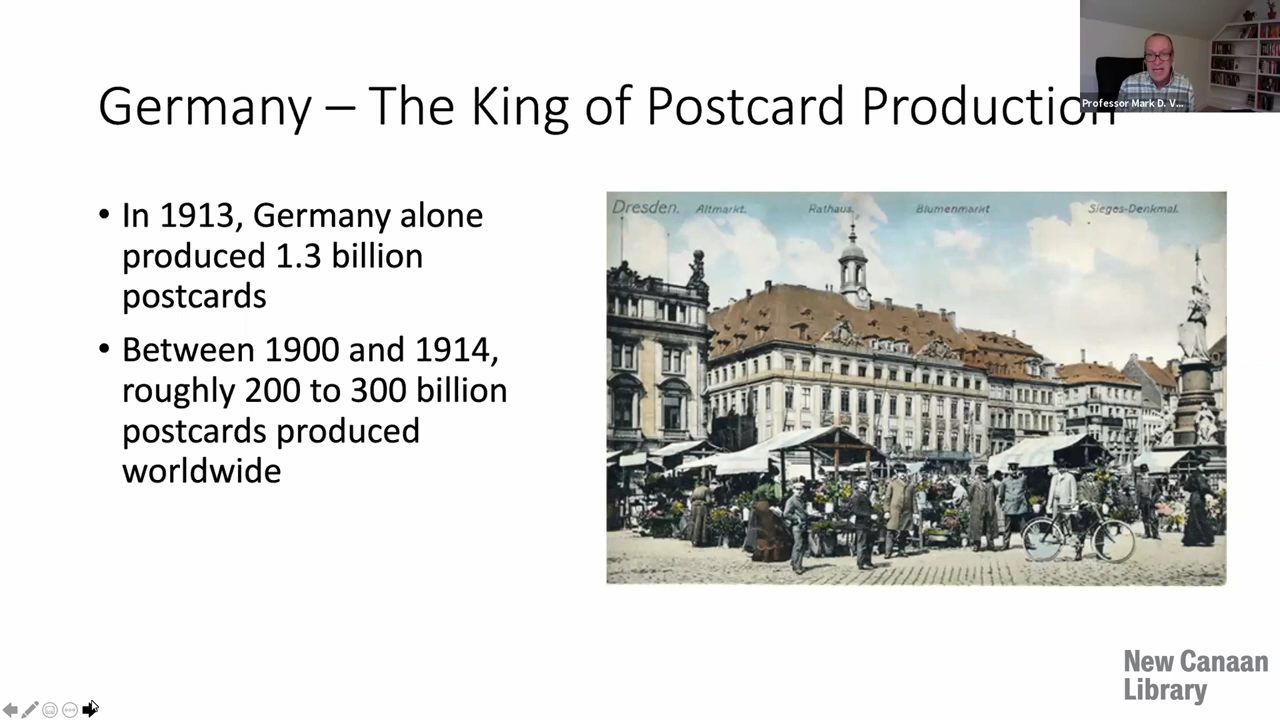 Germany – The King of Postcard Production
Professor Mark D. V...
• In 1913, Germany alone
produced 1.3 billion
postcards
• Between 1900 and 1914,
roughly 200 to 300 billion
postcards produced
worldwide
Dresden. Altmarkt. Rathaus. Blumenmarkt Sieges-Denkmal.
New Canaan
Library